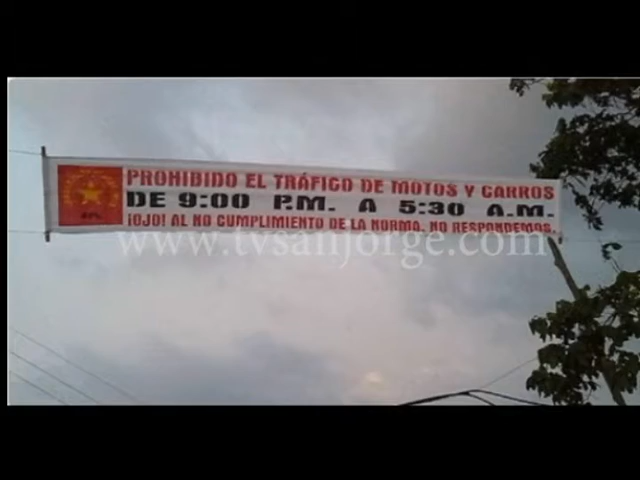 PROHIBIDO EL TRÁFICO DE MOTOS Y CARROS
DE 9:00 P.M. A 5:30 A.M.
¡OJO! AL NO CUMPLIMIENTO DE LA NORMA, NO RESPONDEMOS.
www.tvsanjorge.com